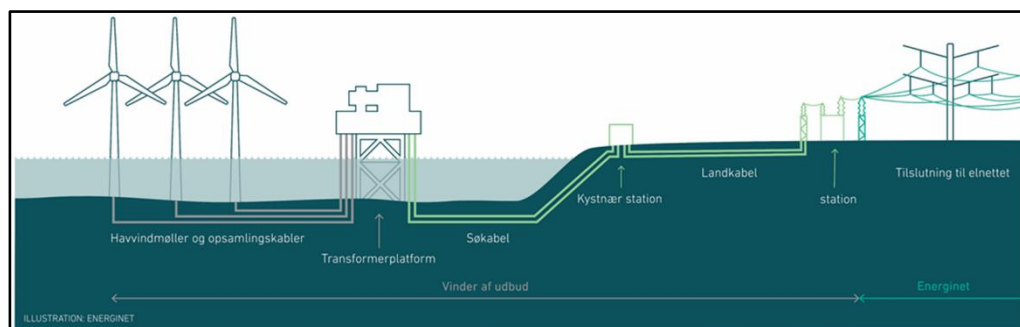 Havvindmøller og opsamlingskabler
Transformerplatform
Søkabel
Kystnær station
Landkabel
station
Tilslutning til elnettet
Vinder af udbud
Energinet
ILLUSTRATION: ENERGINET